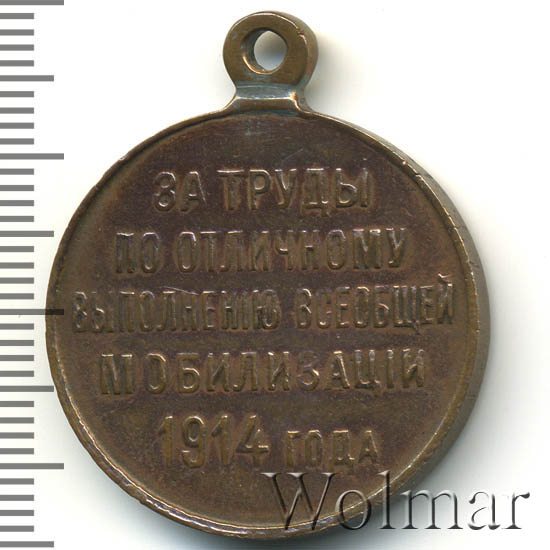 ЗА ТРУДЫ
ПО ОТЛИЧНОМУ
ВЫПОЛНЕНІЮ ВСЕОБЩЕЙ
МОБИЛИЗАЦІИ
1914 ГОДА
Wolmar